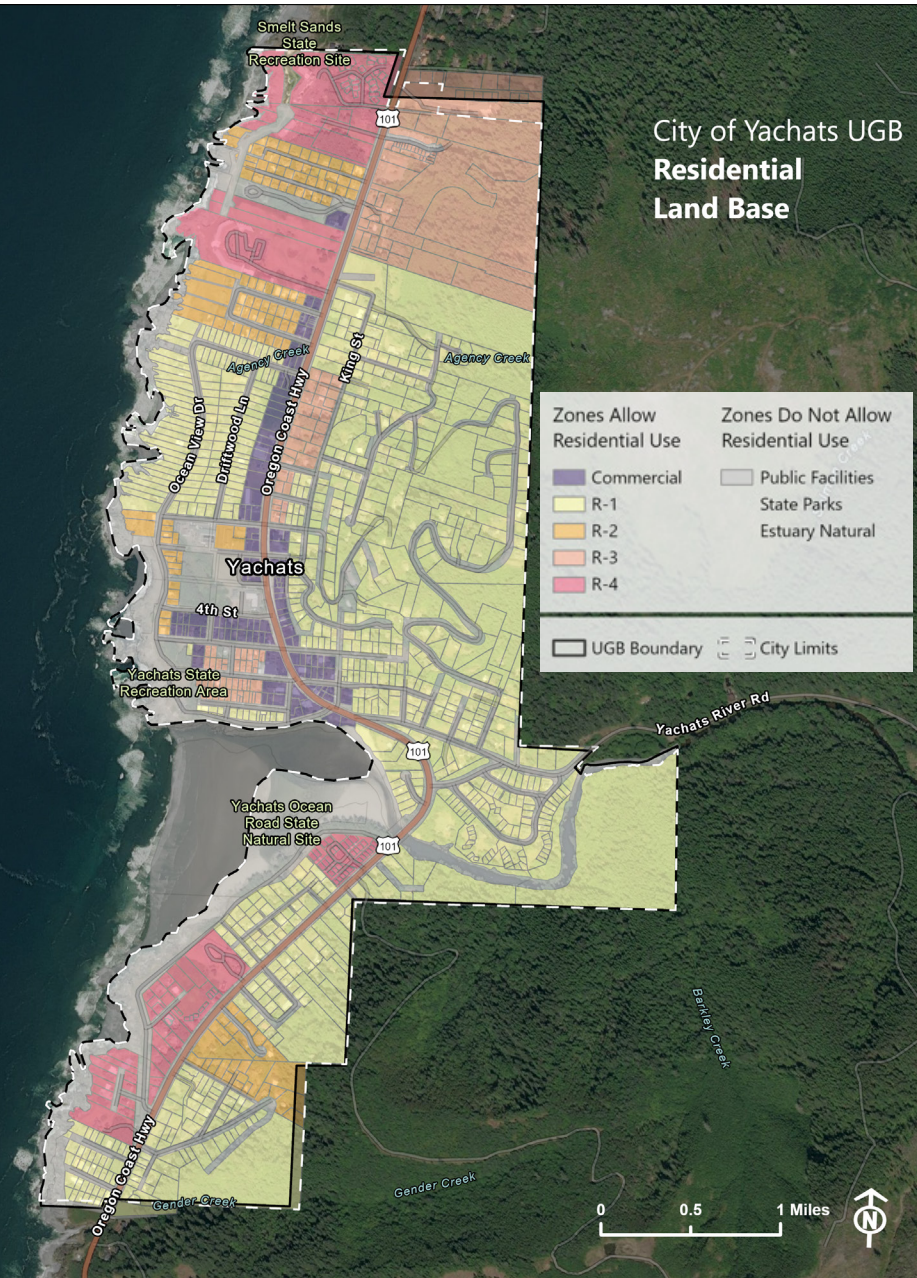 Smelt Sands
State
Recreation Site
101
City of Yachats UGB
Residential
Land Base
Agency Creek
King St
Agency Creek
Oregon Coast Hwy
Ocean View Dr
Driftwood Ln
Zones Allow
Residential Use
Commercial
R-1
R-2
R-3
R-4
Zones Do Not Allow
Residential Use
Public Facilities
State Parks
Estuary Natural
UGB Boundary
City Limits
Yachats
4th St
Yachats State
Recreation Area
Yachats River Rd
101
Yachats Ocean
Road State
Natural Site
101
Barkley Creek
Oregon Coast Hwy
Gender Creek
Gender Creek
0 0.5 1 Miles
N